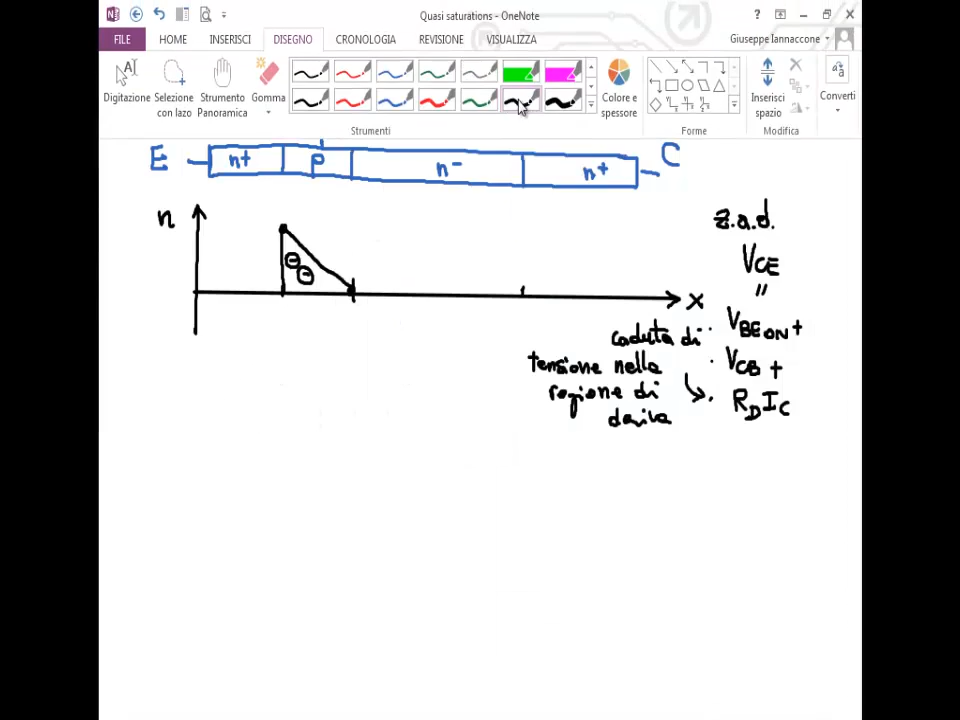 Quasi saturations - OneNote
FILE HOME INSERISCI DISEGNO CRONOLOGIA REVISIONE VISUALIZZA Giuseppe Iannaccone
Digitazione Selezione con lazo Strumento Panoramica Gomma Colore e spessore Inserisci spazio Converti
Strumenti Forme Modifica
E n+ P n- n+ C
n
z.a.d.
VCE
"
x
VBEON +
caduta di
tensione nella
VCB +
regione di
RDIC
deriva